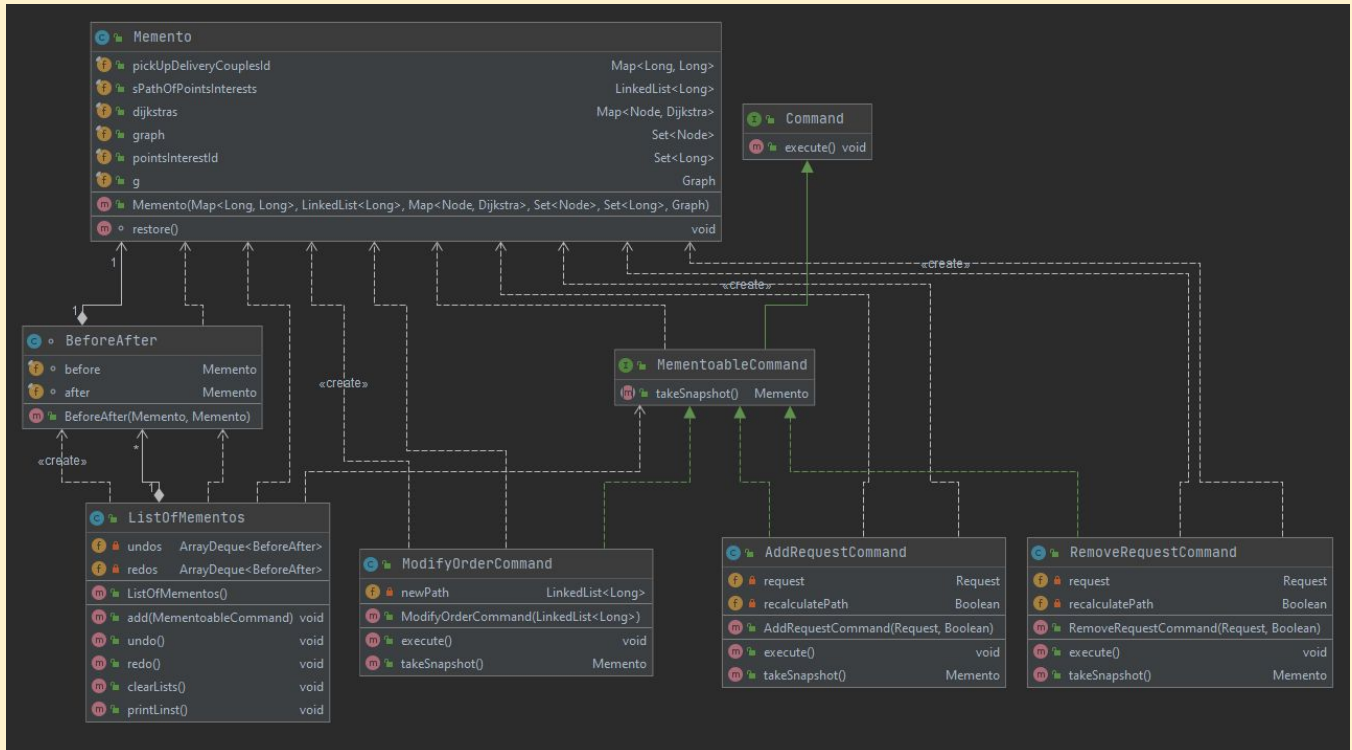 Memento
pickUpDeliveryCouplesId Map<Long, Long>
sPathOfPointsInterests LinkedList<Long>
dijkstras Map<Node, Dijkstra>
graph Set<Node>
pointsInterestId Set<Long>
g Graph
Memento(Map<Long, Long>, LinkedList<Long>, Map<Node, Dijkstra>, Set<Node>, Set<Long>, Graph)
restore() void
Command
execute() void
1
1
«create»
«create»
«create»
BeforeAfter
before Memento
after Memento
BeforeAfter(Memento, Memento)
MementoableCommand
takeSnapshot() Memento
«create»
*
1
ListOfMementos
undos ArrayDeque<BeforeAfter>
redos ArrayDeque<BeforeAfter>
ListOfMementos()
add(MementoableCommand) void
undo() void
redo() void
clearLists() void
printLinst() void
ModifyOrderCommand
newPath LinkedList<Long>
ModifyOrderCommand(LinkedList<Long>)
execute() void
takeSnapshot() Memento
AddRequestCommand
request Request
recalculatePath Boolean
AddRequestCommand(Request, Boolean)
execute() void
takeSnapshot() Memento
RemoveRequestCommand
request Request
recalculatePath Boolean
RemoveRequestCommand(Request, Boolean)
execute() void
takeSnapshot() Memento